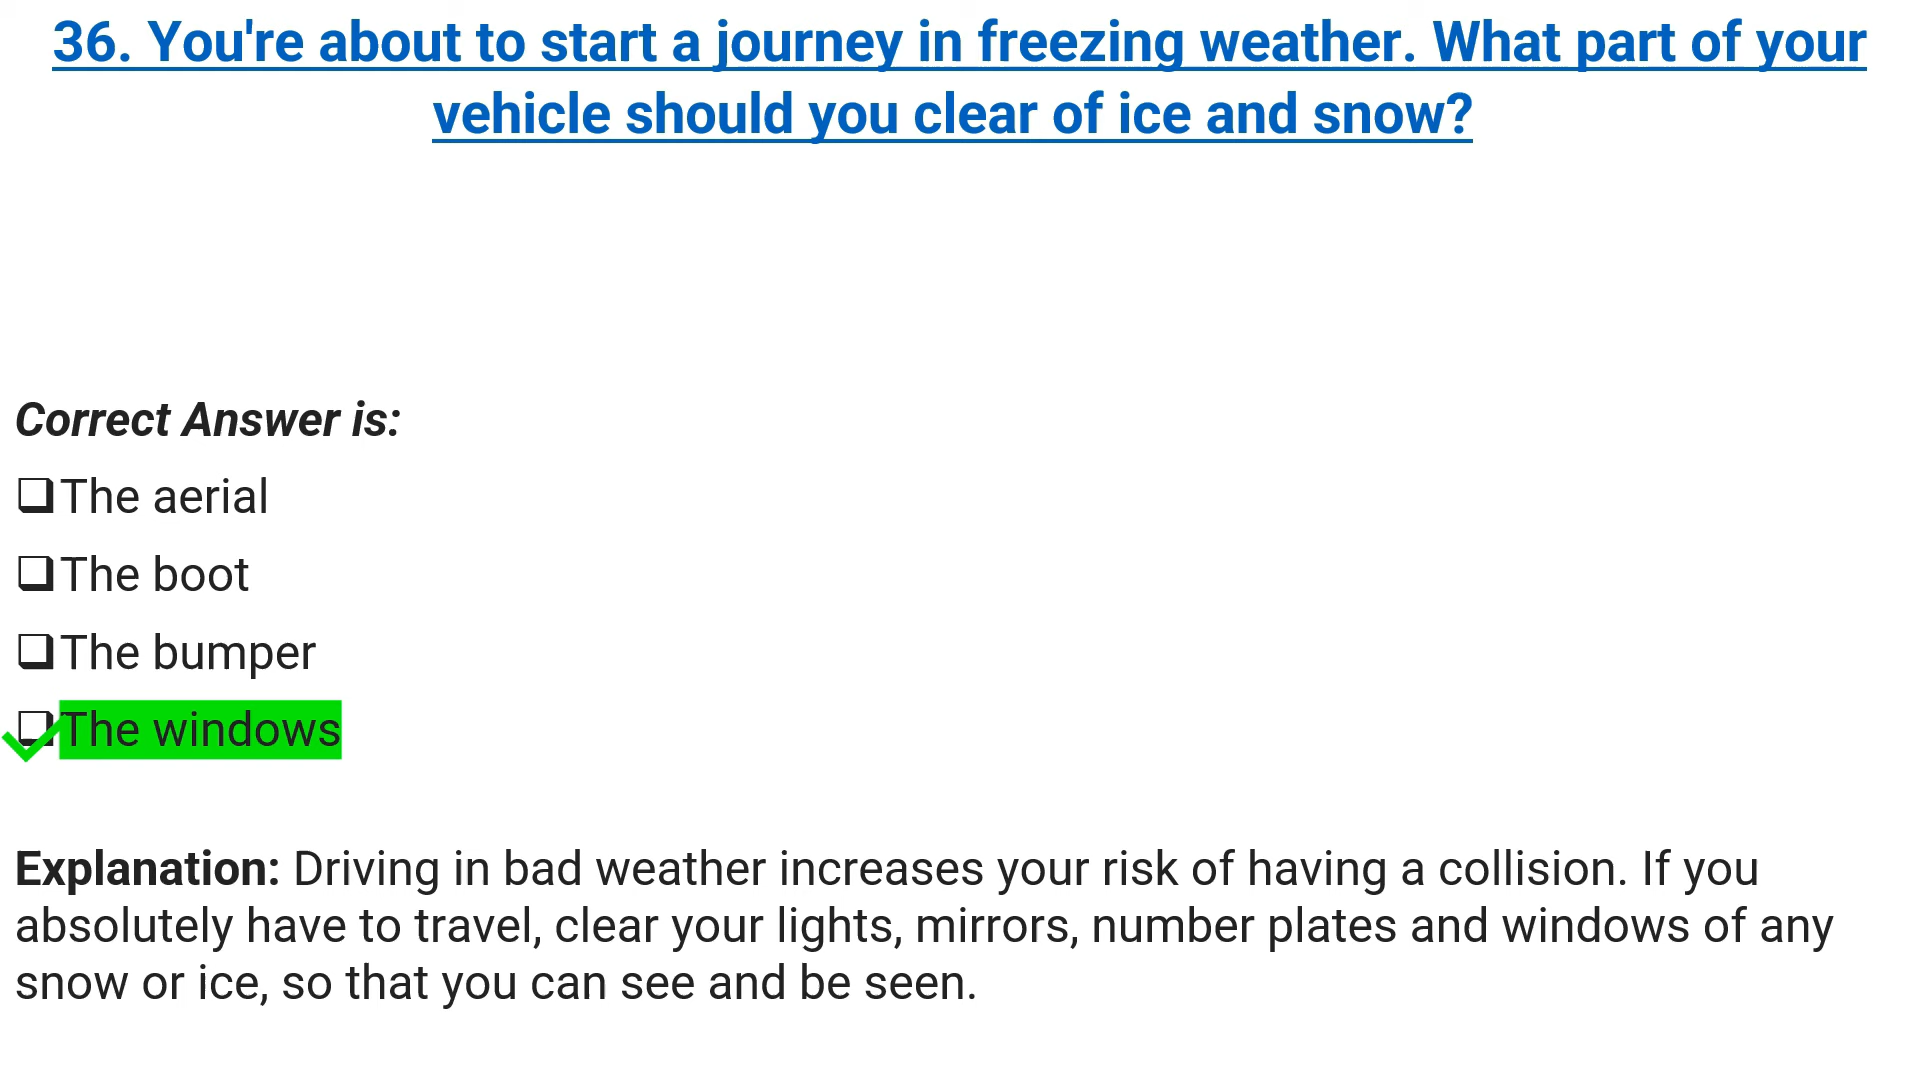 36. You're about to start a journey in freezing weather. What part of your
vehicle should you clear of ice and snow?
Correct Answer is:
❑The aerial
❑The boot
❑The bumper
❑The windows
Explanation: Driving in bad weather increases your risk of having a collision. If you
absolutely have to travel, clear your lights, mirrors, number plates and windows of any
snow or ice, so that you can see and be seen.